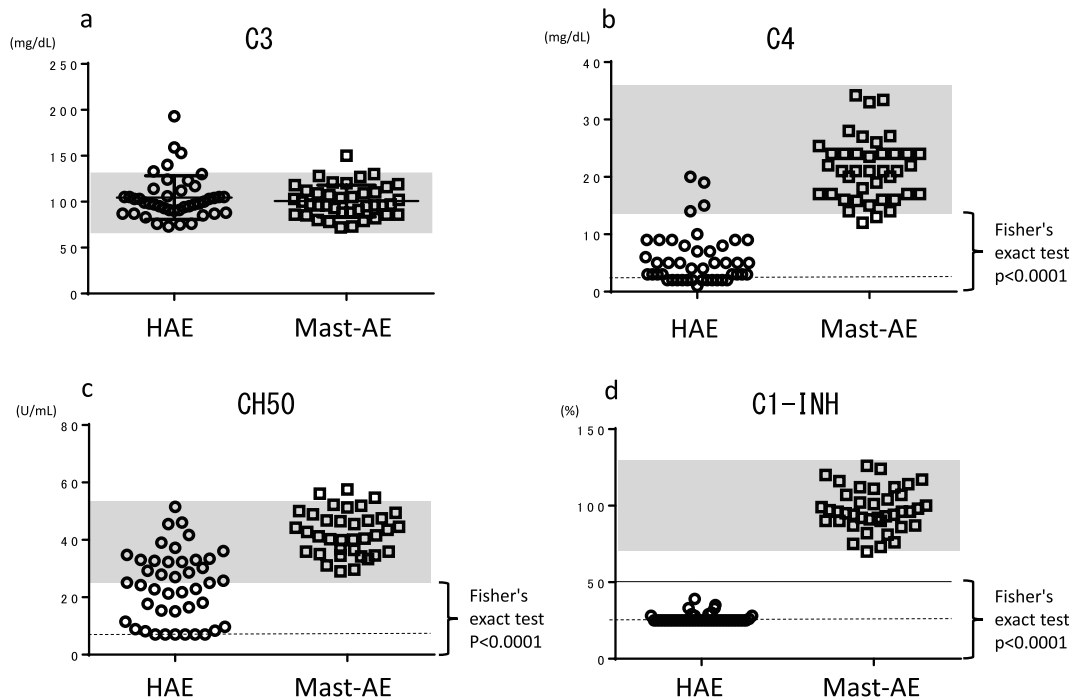 a
C3
(mg/dL)
250
200
150
100
50
0
HAE
Mast-AE
b
C4
(mg/dL)
40
30
20
10
0
HAE
Mast-AE
Fisher's
exact test
p<0.0001
c
CH50
(U/mL)
80
60
40
20
0
HAE
Mast-AE
Fisher's
exact test
P<0.0001
d
C1-INH
(%)
150
100
50
0
HAE
Mast-AE
Fisher's
exact test
p<0.0001